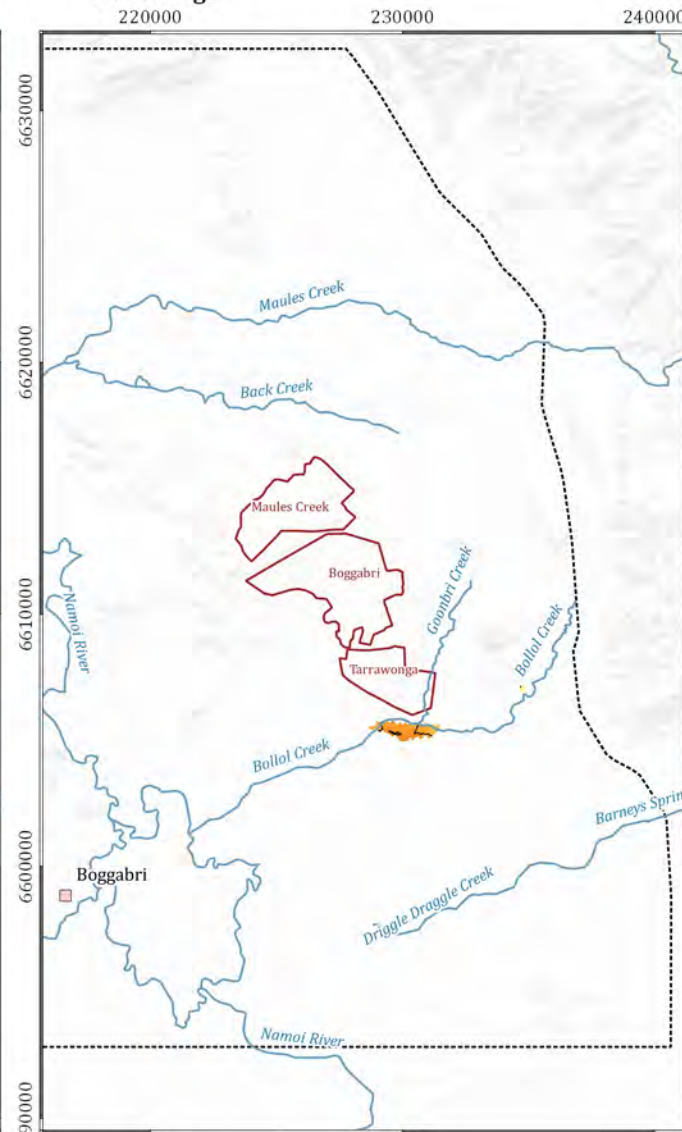 220000
230000
240000
6630000
Maules Creek
6620000
Back Creek
Maules Creek
Boggabri
Goonbri Creek
6610000
Namoi River
Bollol Creek
Tarrawonga
Bollol Creek
Barneys Sprin
6600000
Boggabri
Driggle Draggle Creek
Namoi River
90000